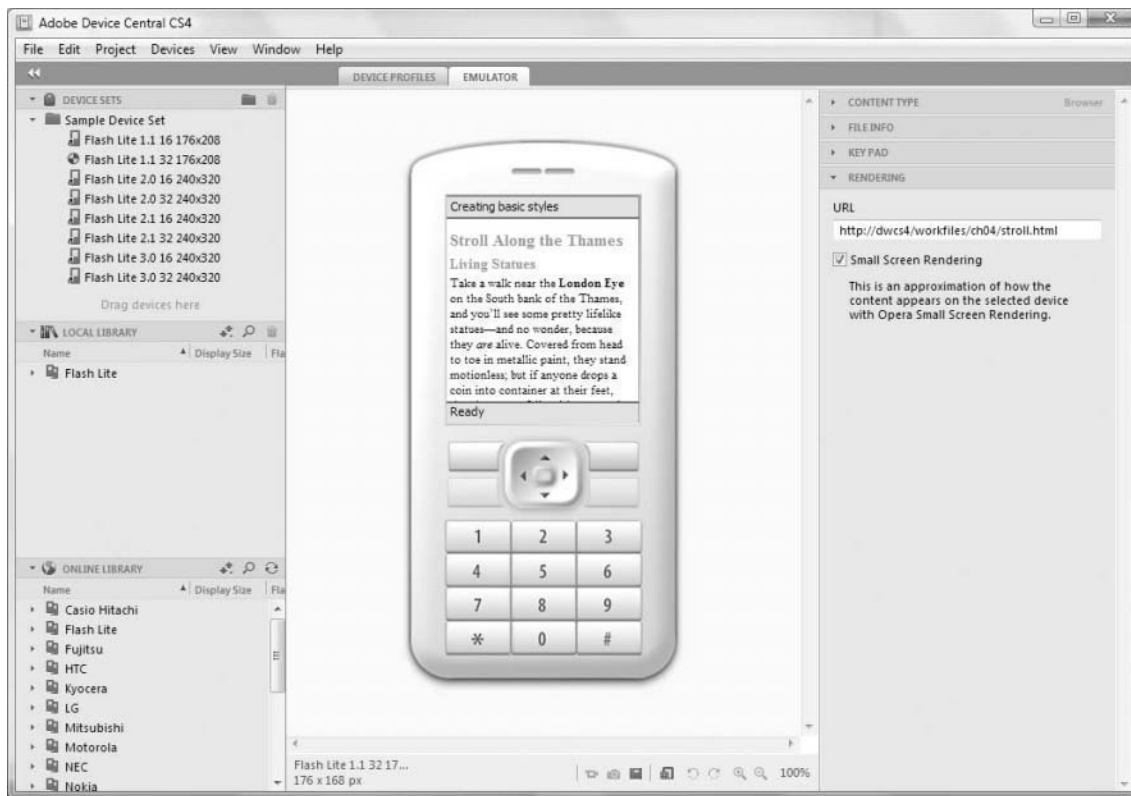 Adobe Device Central CS4
File Edit Project Devices View Window Help
DEVICE PROFILES EMULATOR
DEVICE SETS
Sample Device Set
Flash Lite 1.1 16 176x208
Flash Lite 1.1 32 176x208
Flash Lite 2.0 16 240x320
Flash Lite 2.0 32 240x320
Flash Lite 2.1 16 240x320
Flash Lite 2.1 32 240x320
Flash Lite 3.0 16 240x320
Flash Lite 3.0 32 240x320
Drag devices here
LOCAL LIBRARY
Name Display Size Fla
Flash Lite
ONLINE LIBRARY
Name Display Size Fla
Casio Hitachi
Flash Lite
Fujitsu
HTC
Kyocera
LG
Mitsubishi
Motorola
NEC
Nokia
Creating basic styles
Stroll Along the Thames
Living Statues
Take a walk near the London Eye
on the South bank of the Thames,
and you'll see some pretty lifelike
statues—and no wonder, because
they are alive. Covered from head
to toe in metallic paint, they stand
motionless; but if anyone drops a
coin into container at their feet,
Ready
1 2 3
4 5 6
7 8 9
* 0 #
Flash Lite 1.1 32 17...
176 x 168 px
100%
CONTENT TYPE Browser
FILE INFO
KEY PAD
RENDERING
URL
http://dwcs4/workfiles/ch04/stroll.html
Small Screen Rendering
This is an approximation of how the
content appears on the selected device
with Opera Small Screen Rendering.